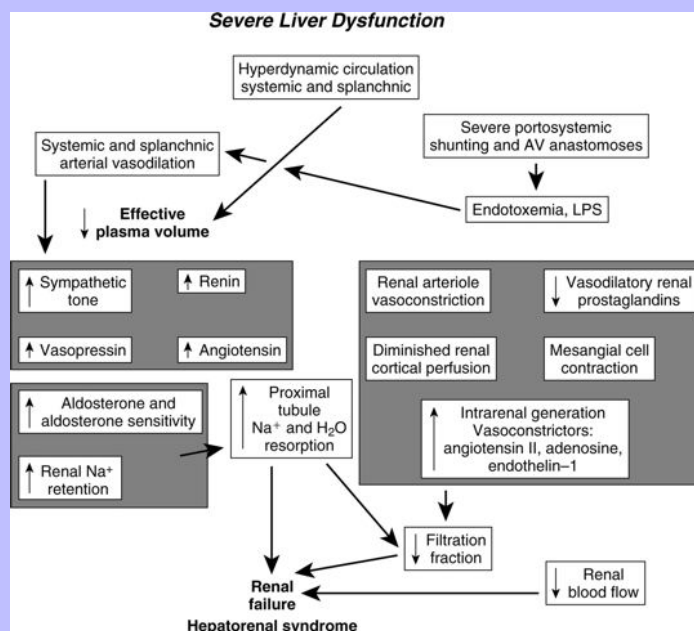 Severe Liver Dysfunction
Hyperdynamic circulation
systemic and splanchnic
Systemic and splanchnic
arterial vasodilation
Severe portosystemic
shunting and AV anastomoses
Effective
plasma volume
Endotoxemia, LPS
Sympathetic
tone
Renin
Vasopressin
Angiotensin
Renal arteriole
vasoconstriction
Vasodilatory renal
prostaglandins
Diminished renal
cortical perfusion
Mesangial cell
contraction
Aldosterone and
aldosterone sensitivity
Renal Na⁺
retention
Proximal
tubule
Na⁺ and H₂O
resorption
Intrarenal generation
Vasoconstrictors:
angiotensin II, adenosine,
endothelin–1
Filtration
fraction
Renal
blood flow
Renal
failure
Hepatorenal syndrome